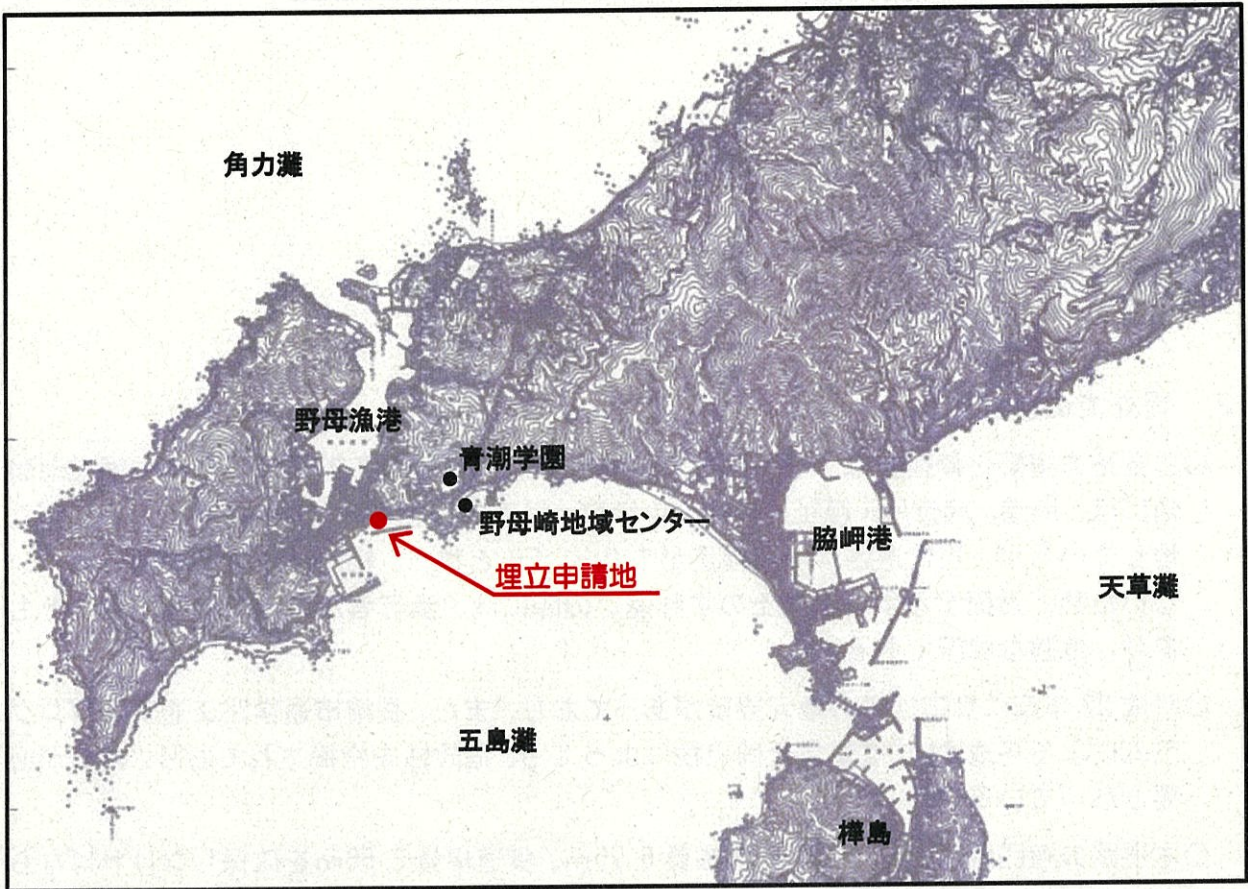 角力灘
野母漁港
青潮学園
野母崎地域センター
埋立申請地
脇岬港
天草灘
五島灘
樺島